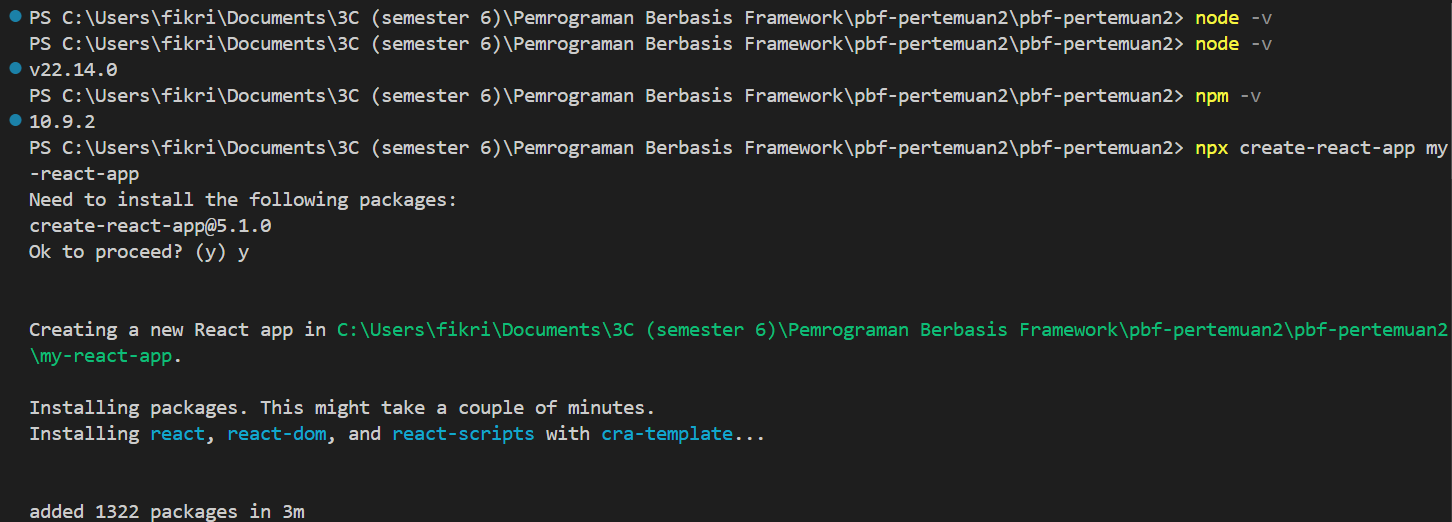 PS C:\Users\fikri\Documents\3C (semester 6)\Pemrograman Berbasis Framework\pbf-pertemuan2\pbf-pertemuan2> node -v
PS C:\Users\fikri\Documents\3C (semester 6)\Pemrograman Berbasis Framework\pbf-pertemuan2\pbf-pertemuan2> node -v
v22.14.0
PS C:\Users\fikri\Documents\3C (semester 6)\Pemrograman Berbasis Framework\pbf-pertemuan2\pbf-pertemuan2> npm -v
10.9.2
PS C:\Users\fikri\Documents\3C (semester 6)\Pemrograman Berbasis Framework\pbf-pertemuan2\pbf-pertemuan2> npx create-react-app my
-react-app
Need to install the following packages:
create-react-app@5.1.0
Ok to proceed? (y) y
Creating a new React app in C:\Users\fikri\Documents\3C (semester 6)\Pemrograman Berbasis Framework\pbf-pertemuan2\pbf-pertemuan2
\my-react-app.
Installing packages. This might take a couple of minutes.
Installing react, react-dom, and react-scripts with cra-template...
added 1322 packages in 3m